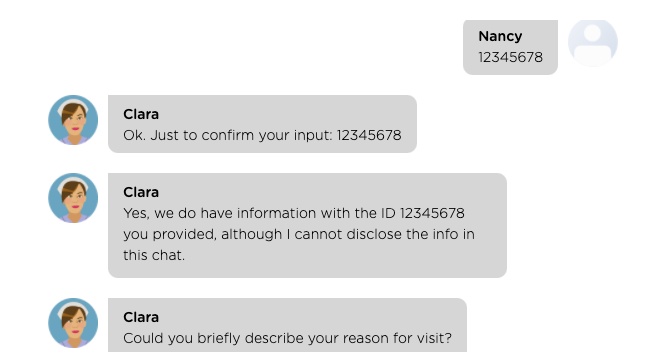 Nancy
12345678
Clara
Ok. Just to confirm your input: 12345678
Clara
Yes, we do have information with the ID 12345678
you provided, although I cannot disclose the info in
this chat.
Clara
Could you briefly describe your reason for visit?